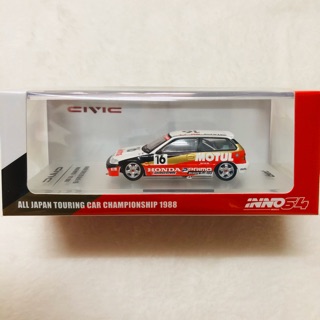 CIVIC
16
MOTUL
HONDA
ALL JAPAN TOURING CAR CHAMPIONSHIP 1988
INNO64